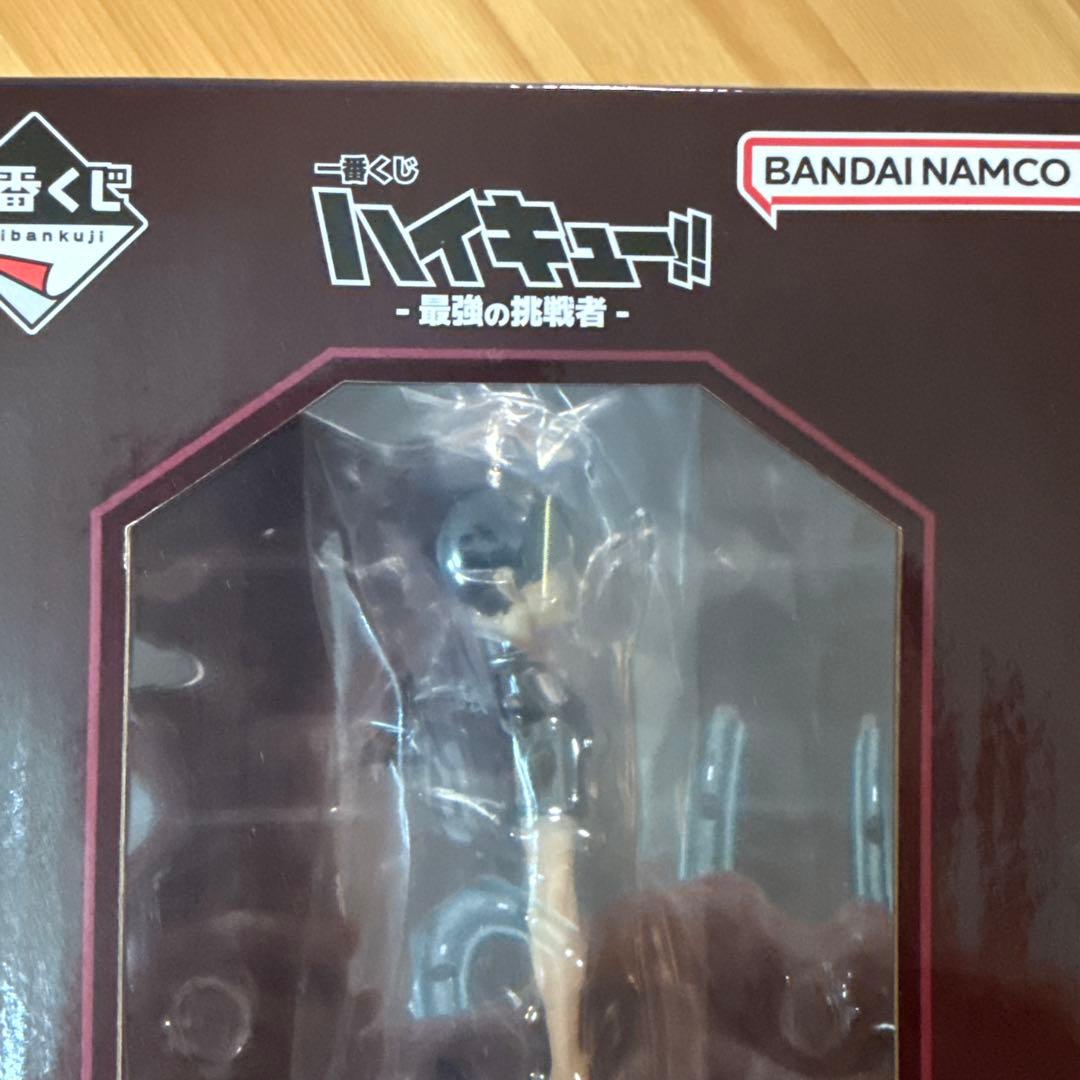 番くじ
ibankuji
一番くじ
ハイキュー!!
- 最強の挑戦者 -
BANDAI NAMCO